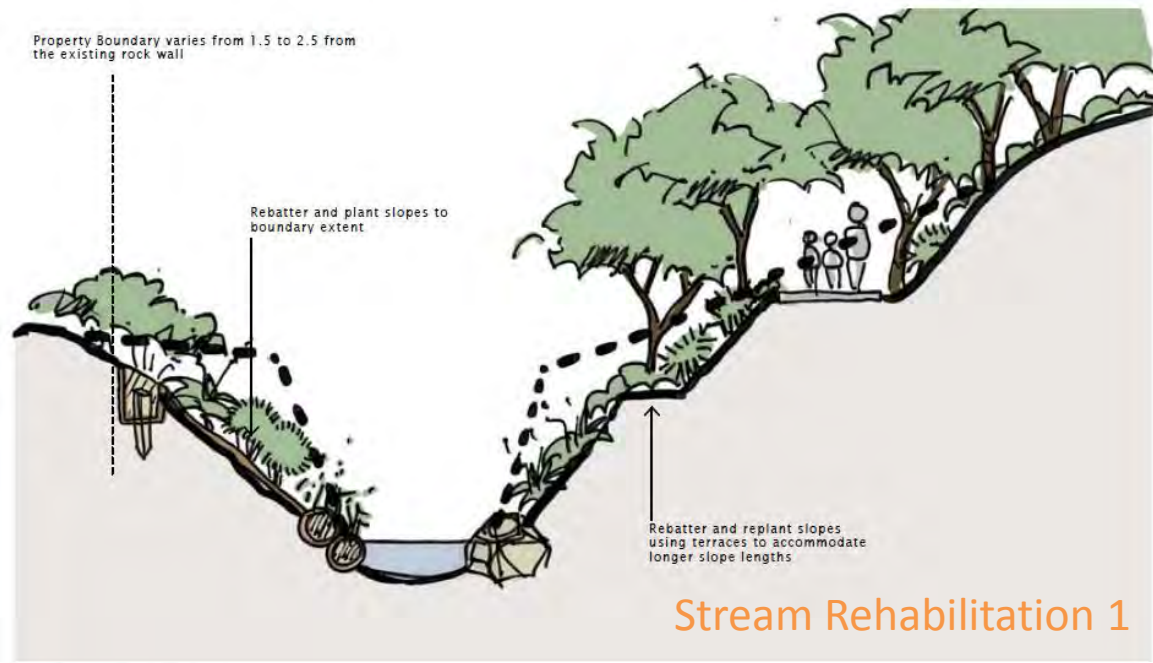 Property Boundary varies from 1.5 to 2.5 from
the existing rock wall
Rebatter and plant slopes to
boundary extent
Rebatter and replant slopes
using terraces to accommodate
longer slope lengths
Stream Rehabilitation 1